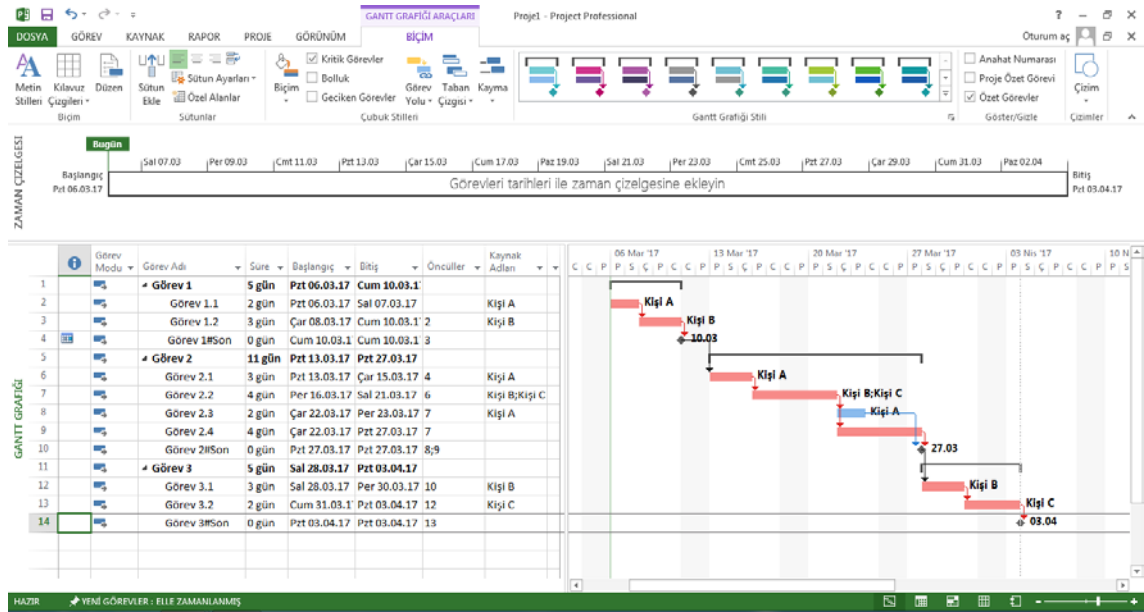 GANTT GRAFİĞİ ARAÇLARI
Proje1 - Project Professional
DOSYA GÖREV KAYNAK RAPOR PROJE GÖRÜNÜM BİÇİM Oturum aç
Metin Stilleri
Kılavuz Çizgileri
Düzen
Biçim
Sütun Ekle
Sütun Ayarları
Özel Alanlar
Sütunlar
Biçim
Kritik Görevler
Bolluk
Geciken Görevler
Görev Yolu
Taban Çizgisi
Kayma
Çubuk Stilleri
Gantt Grafiği Stili
Anahat Numarası
Proje Özet Görevi
Özet Görevler
Göster/Gizle
Çizim
Çizimler
ZAMAN ÇİZELGESİ
Bugün
Sal 07.03 Per 09.03 Cmt 11.03 Pzt 13.03 Çar 15.03 Cum 17.03 Paz 19.03 Sal 21.03 Per 23.03 Cmt 25.03 Pzt 27.03 Çar 29.03 Cum 31.03 Paz 02.04
Başlangıç
Pzt 06.03.17
Görevleri tarihleri ile zaman çizelgesine ekleyin
Bitiş
Pzt 03.04.17
GANTT GRAFİĞİ
Görev Modu Görev Adı Süre Başlangıç Bitiş Öncüller Kaynak Adları
1 Görev 1 5 gün Pzt 06.03.17 Cum 10.03.1
2 Görev 1.1 2 gün Pzt 06.03.17 Sal 07.03.17 Kişi A
3 Görev 1.2 3 gün Çar 08.03.17 Cum 10.03.1 2 Kişi B
4 Görev 1#Son 0 gün Cum 10.03.1 Cum 10.03.1 3
5 Görev 2 11 gün Pzt 13.03.17 Pzt 27.03.17
6 Görev 2.1 3 gün Pzt 13.03.17 Çar 15.03.17 4 Kişi A
7 Görev 2.2 4 gün Per 16.03.17 Sal 21.03.17 6 Kişi B;Kişi C
8 Görev 2.3 2 gün Çar 22.03.17 Per 23.03.17 7 Kişi A
9 Görev 2.4 4 gün Çar 22.03.17 Pzt 27.03.17 7
10 Görev 2#Son 0 gün Pzt 27.03.17 Pzt 27.03.17 8;9
11 Görev 3 5 gün Sal 28.03.17 Pzt 03.04.17
12 Görev 3.1 3 gün Sal 28.03.17 Per 30.03.17 10 Kişi B
13 Görev 3.2 2 gün Cum 31.03.1 Pzt 03.04.17 12 Kişi C
14 Görev 3#Son 0 gün Pzt 03.04.17 Pzt 03.04.17 13
06 Mar '17 13 Mar '17 20 Mar '17 27 Mar '17 03 Nis '17 10 N
C C P P S Ç P C C P P S Ç P C C P P S Ç P C C P P S Ç P C C P P S Ç P C C P P S
Kişi A
Kişi B
10.03
Kişi A
Kişi B;Kişi C
Kişi A
27.03
Kişi B
Kişi C
03.04
HAZIR YENİ GÖREVLER : ELLE ZAMANLANMIŞ